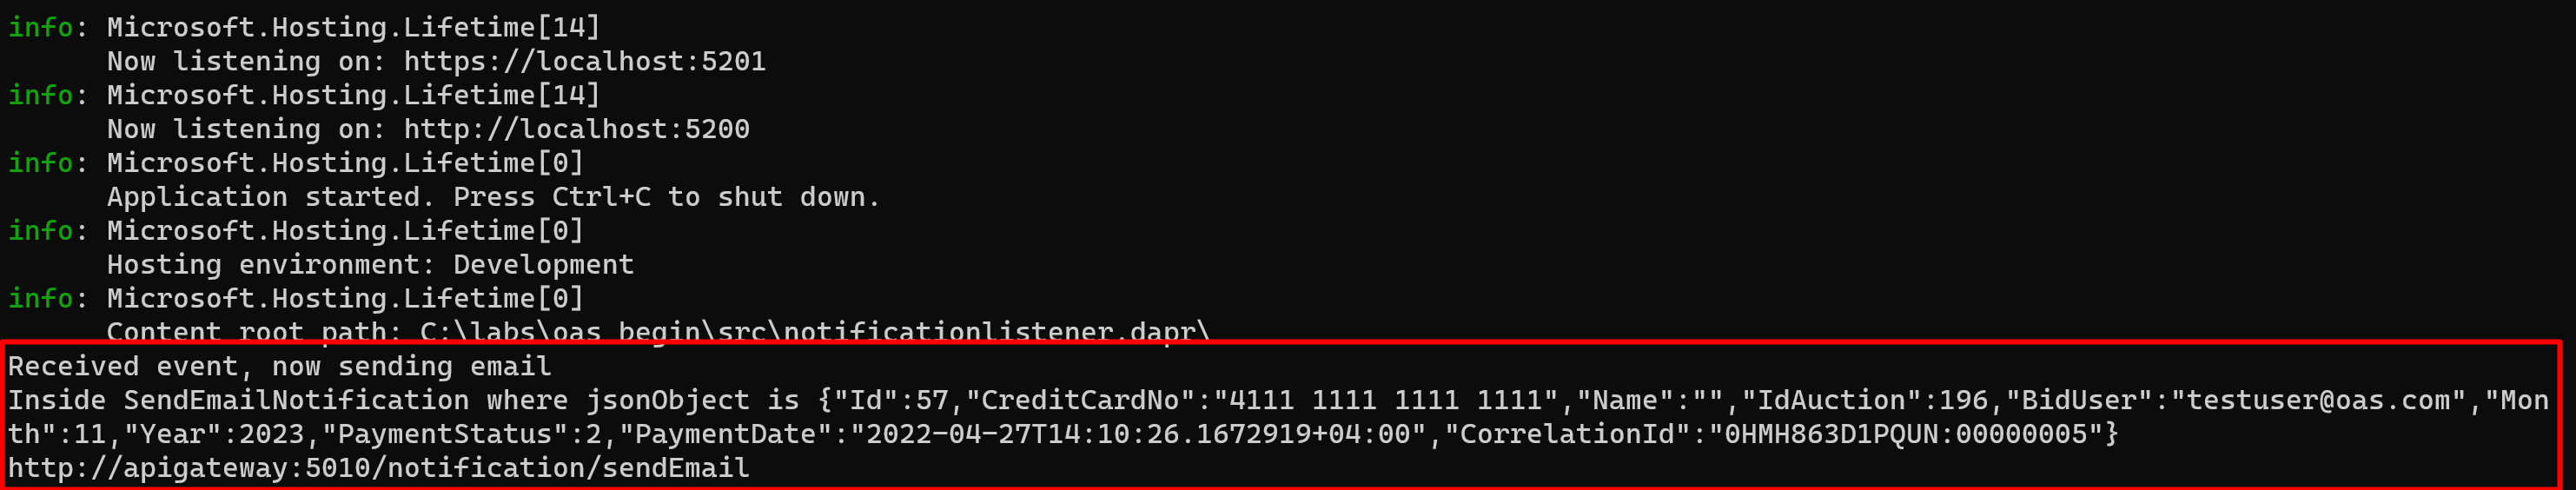 info: Microsoft.Hosting.Lifetime[14]
      Now listening on: https://localhost:5201
info: Microsoft.Hosting.Lifetime[14]
      Now listening on: http://localhost:5200
info: Microsoft.Hosting.Lifetime[0]
      Application started. Press Ctrl+C to shut down.
info: Microsoft.Hosting.Lifetime[0]
      Hosting environment: Development
info: Microsoft.Hosting.Lifetime[0]
      Content root path: C:\labs\oas_begin\src\notificationlistener.dapr\
Received event, now sending email
Inside SendEmailNotification where jsonObject is {"Id":57,"CreditCardNo":"4111 1111 1111 1111","Name":"","IdAuction":196,"BidUser":"testuser@oas.com","Mon
th":11,"Year":2023,"PaymentStatus":2,"PaymentDate":"2022-04-27T14:10:26.1672919+04:00","CorrelationId":"0HMH863D1PQUN:00000005"}
http://apigateway:5010/notification/sendEmail